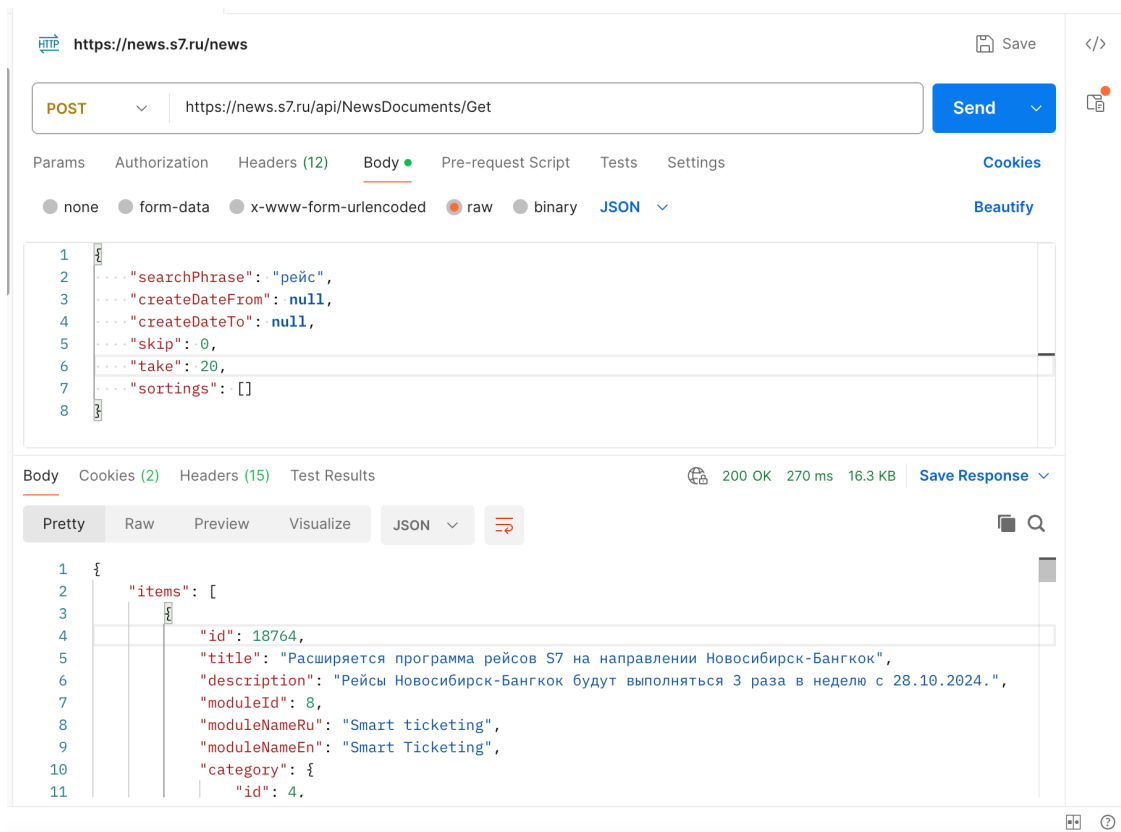 HTTP https://news.s7.ru/news Save
POST https://news.s7.ru/api/NewsDocuments/Get Send
Params Authorization Headers (12) Body Pre-request Script Tests Settings Cookies
none form-data x-www-form-urlencoded raw binary JSON Beautify
1 {
2 "searchPhrase": "рейс",
3 "createDateFrom": null,
4 "createDateTo": null,
5 "skip": 0,
6 "take": 20,
7 "sortings": []
8 }
Body Cookies (2) Headers (15) Test Results 200 OK 270 ms 16.3 KB Save Response
Pretty Raw Preview Visualize JSON
1 {
2 "items": [
3 {
4 "id": 18764,
5 "title": "Расширяется программа рейсов S7 на направлении Новосибирск-Бангкок",
6 "description": "Рейсы Новосибирск-Бангкок будут выполняться 3 раза в неделю с 28.10.2024.",
7 "moduleId": 8,
8 "moduleNameRu": "Smart ticketing",
9 "moduleNameEn": "Smart Ticketing",
10 "category": {
11 "id": 4,